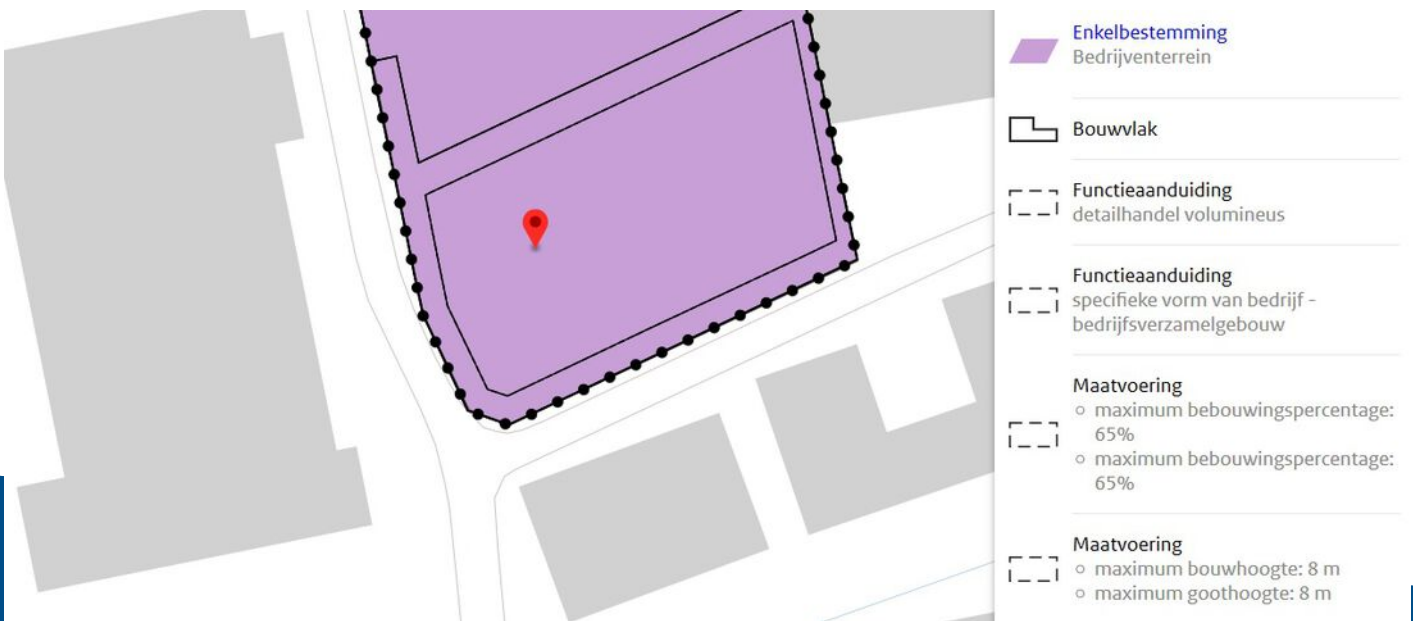 Enkelbestemming
Bedrijventerrein
Bouwvlak
Functieaanduiding
detailhandel volumineus
Functieaanduiding
specifieke vorm van bedrijf -
bedrijfsverzamelgebouw
Maatvoering
maximum bebouwingspercentage:
65%
maximum bebouwingspercentage:
65%
Maatvoering
maximum bouwhoogte: 8 m
maximum goothoogte: 8 m